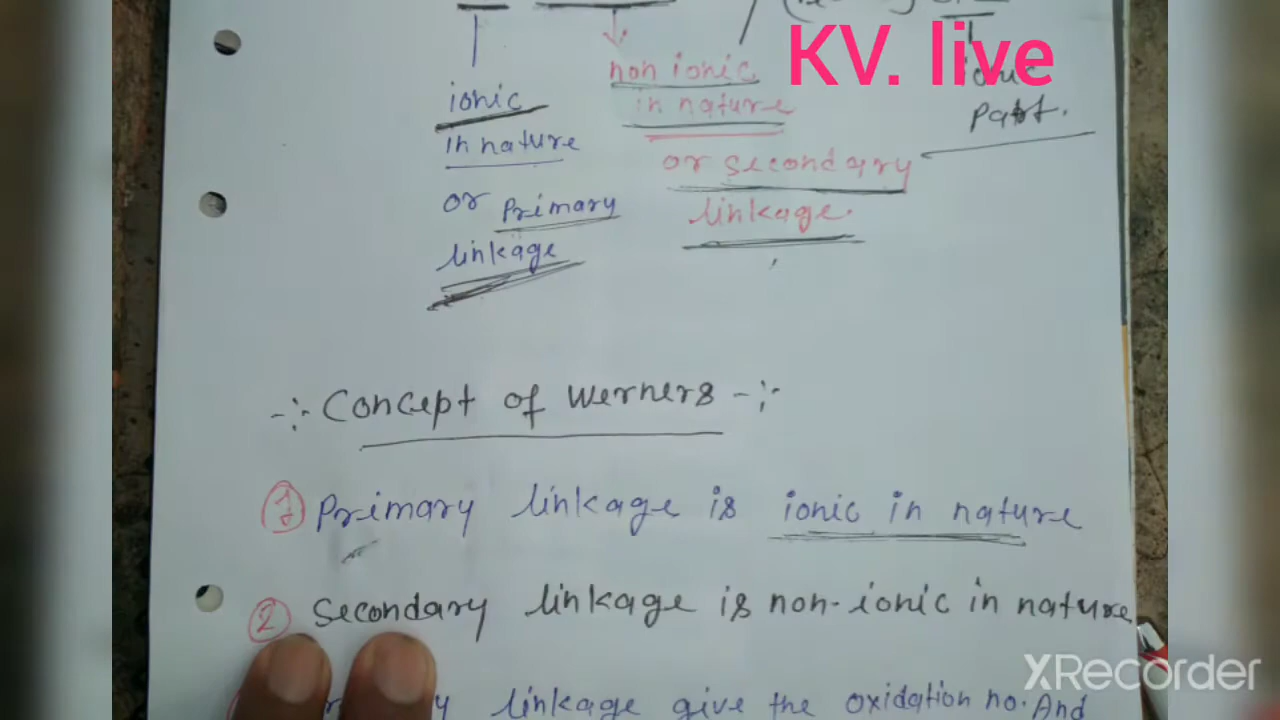 KV. live
ionic
in nature
or Primary
linkage
non ionic
in nature
or secondary
linkage.
ionic
Part.
-:- Concept of Werners -:-
1 Primary linkage is ionic in nature
2 Secondary linkage is non-ionic in nature
linkage give the oxidation no. And
XRecorder